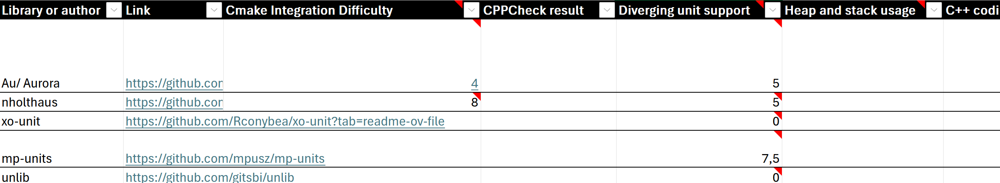 Library or author Link Cmake Integration Difficulty CPPCheck result Diverging unit support Heap and stack usage C++ codi
Au/ Aurora https://github.con 4 5
nholthaus https://github.con 8 5
xo-unit https://github.com/Rconybea/xo-unit?tab=readme-ov-file 0
mp-units https://github.com/mpusz/mp-units 7,5
unlib https://github.com/gitsbi/unlib 0